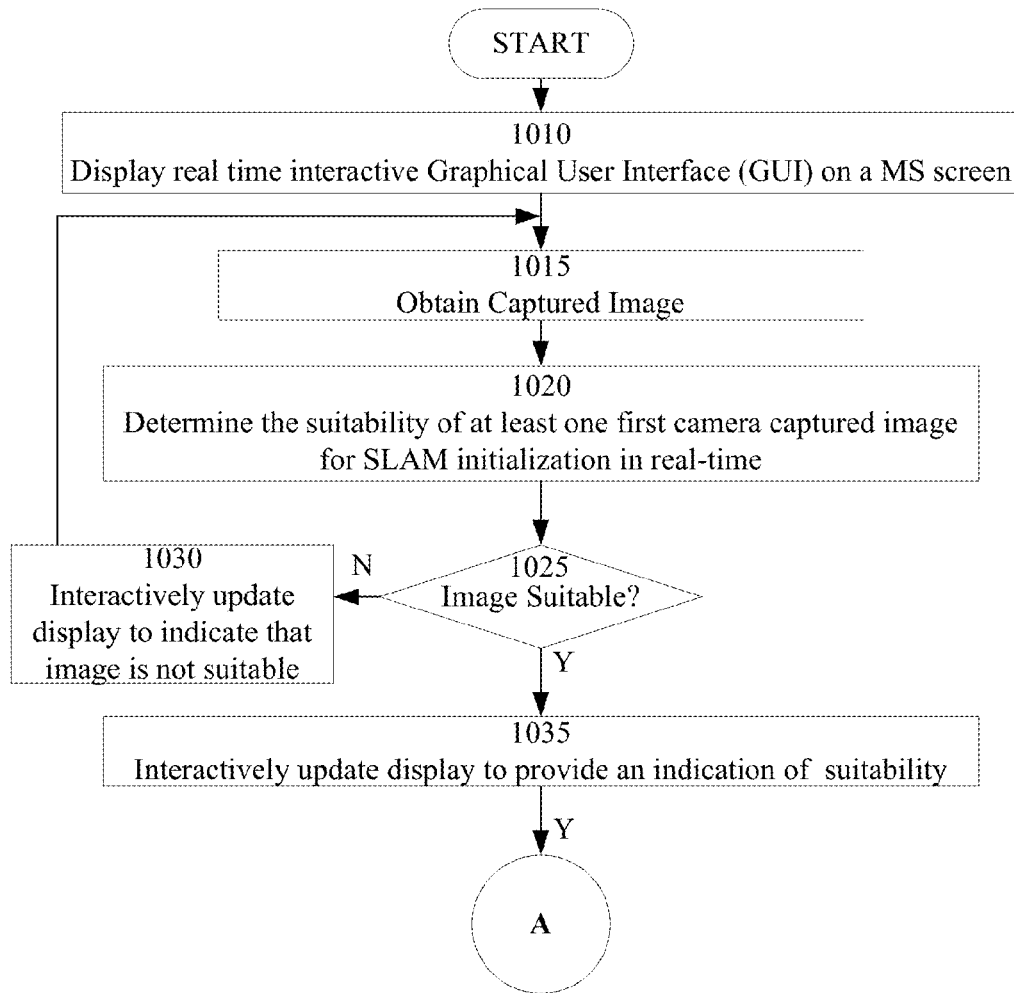 START
1010
Display real time interactive Graphical User Interface (GUI) on a MS screen
1015
Obtain Captured Image
1020
Determine the suitability of at least one first camera captured image
for SLAM initialization in real-time
1025
Image Suitable?
N
1030
Interactively update
display to indicate that
image is not suitable
Y
1035
Interactively update display to provide an indication of suitability
Y
A